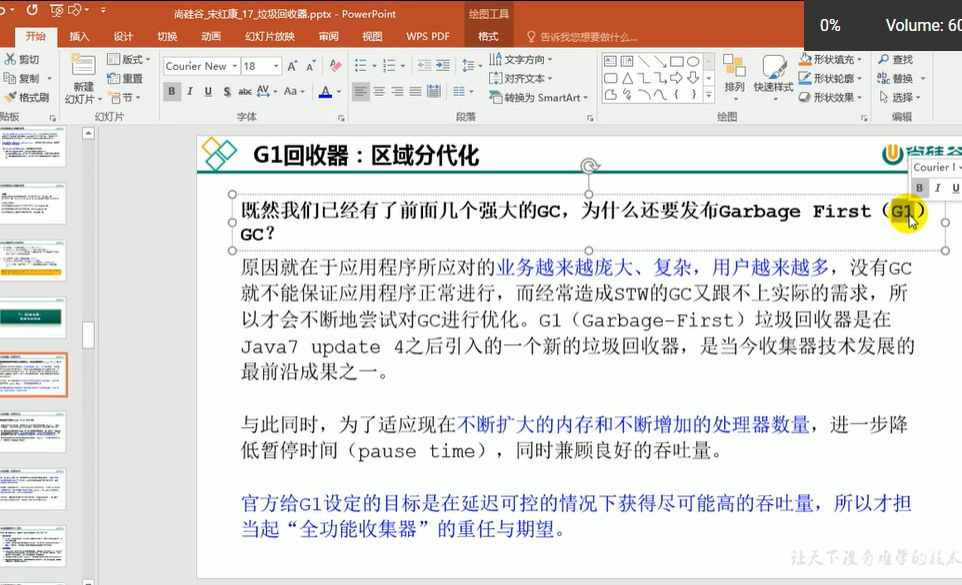 尚硅谷_宋红康_17_垃圾回收器.pptx - PowerPoint
绘图工具
0%
Volume: 60
开始
插入
设计
切换
动画
幻灯片放映
审阅
视图
WPS PDF
格式
告诉我您想要做什么...
剪切
复制
格式刷
贴板
新建
幻灯片
版式
重置
节
幻灯片
Courier New
18
B I U S abc AV Aa A
字体
文字方向
对齐文本
转换为 SmartArt
段落
排列
快速样式
形状填充
形状轮廓
形状效果
绘图
查找
替换
选择
编辑
G1回收器：区域分代化
尚硅谷
Courier
B I U
既然我们已经有了前面几个强大的GC，为什么还要发布Garbage First（G1）
GC？
原因就在于应用程序所应对的业务越来越庞大、复杂，用户越来越多，没有GC
就不能保证应用程序正常进行，而经常造成STW的GC又跟不上实际的需求，所
以才会不断地尝试对GC进行优化。G1（Garbage-First）垃圾回收器是在
Java7 update 4之后引入的一个新的垃圾回收器，是当今收集器技术发展的
最前沿成果之一。
与此同时，为了适应现在不断扩大的内存和不断增加的处理器数量，进一步降
低暂停时间（pause time），同时兼顾良好的吞吐量。
官方给G1设定的目标是在延迟可控的情况下获得尽可能高的吞吐量，所以才担
当起“全功能收集器”的重任与期望。
让天下没有难学的技术